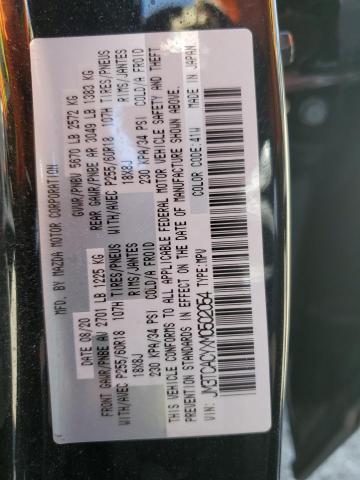 MFD. BY MAZDA MOTOR CORPORATION
DATE 08/20 GVWR/PNBV 5670 LB 2572 KG
FRONT GAWR/PNBE AV 2701 LB 1225 KG REAR GAWR/PNBE AR 3049 LB 1383 KG
WITH/AVEC P255/60R18 107H TIRES/PNEUS WITH/AVEC P255/60R18 107H TIRES/PNEUS
18X8J RIMS/JANTES 18X8J RIMS/JANTES
230 KPA/34 PSI COLD/A FROID 230 KPA/34 PSI COLD/A FROID
THIS VEHICLE CONFORMS TO ALL APPLICABLE FEDERAL MOTOR VEHICLE SAFETY AND THEFT
PREVENTION STANDARDS IN EFFECT ON THE DATE OF MANUFACTURE SHOWN ABOVE.
VIN: JM3TCACYXM0502054 TYPE: MPV COLOR CODE: 41W MADE IN JAPAN